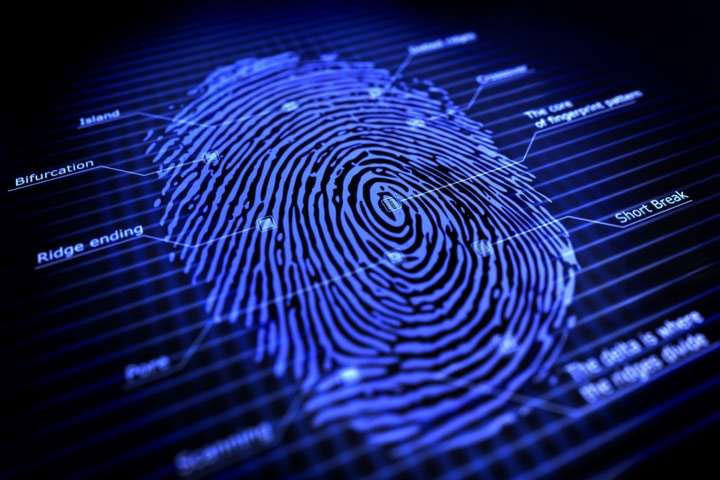 Island
Crossover
The core
of fingerprint pattern
Bifurcation
Short Break
Ridge ending
Pore
The delta is where
the ridges divide
Scanning